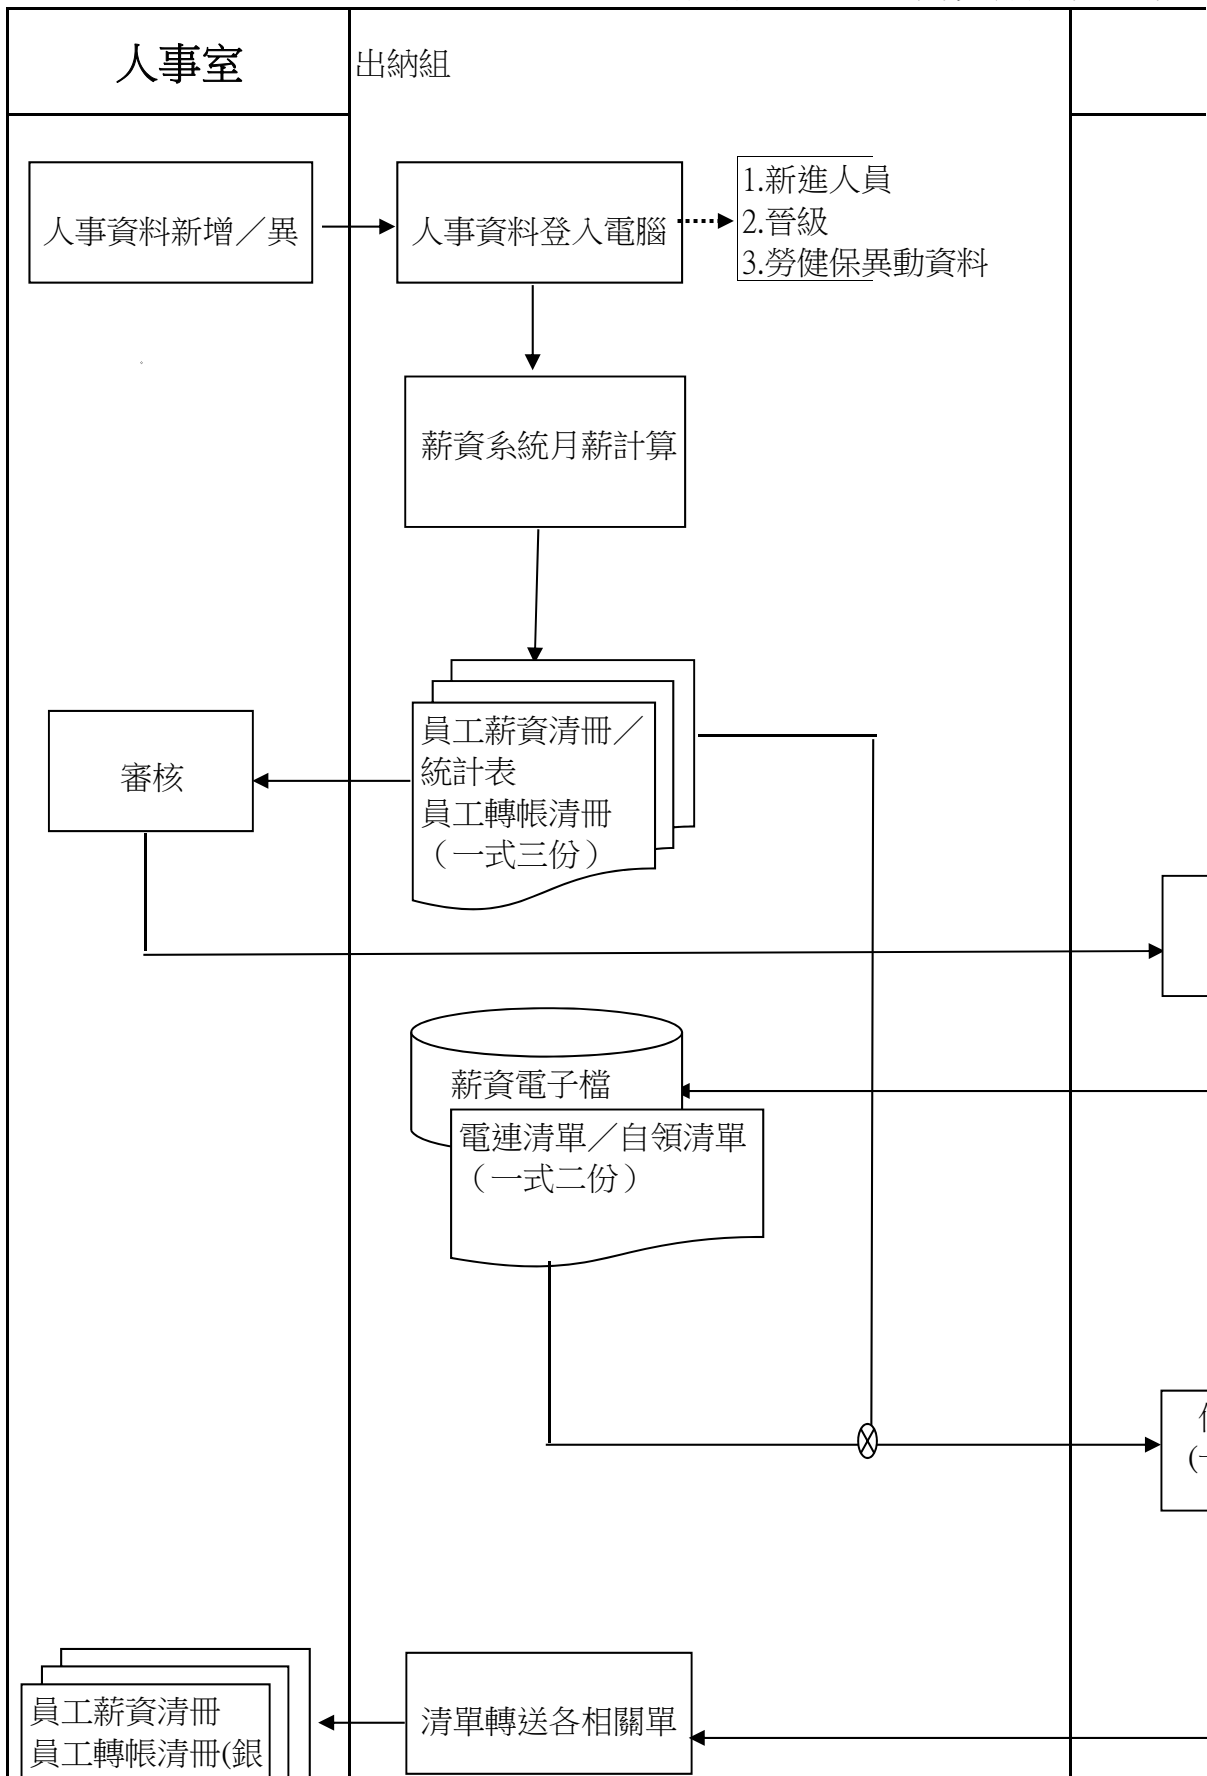 人事室
出納組
人事資料新增／異
人事資料登入電腦
1.新進人員
2.晉級
3.勞健保異動資料
薪資系統月薪計算
員工薪資清冊／
統計表
員工轉帳清冊
（一式三份）
審核
薪資電子檔
電連清單／自領清單
（一式二份）
員工薪資清冊
員工轉帳清冊(銀
清單轉送各相關單